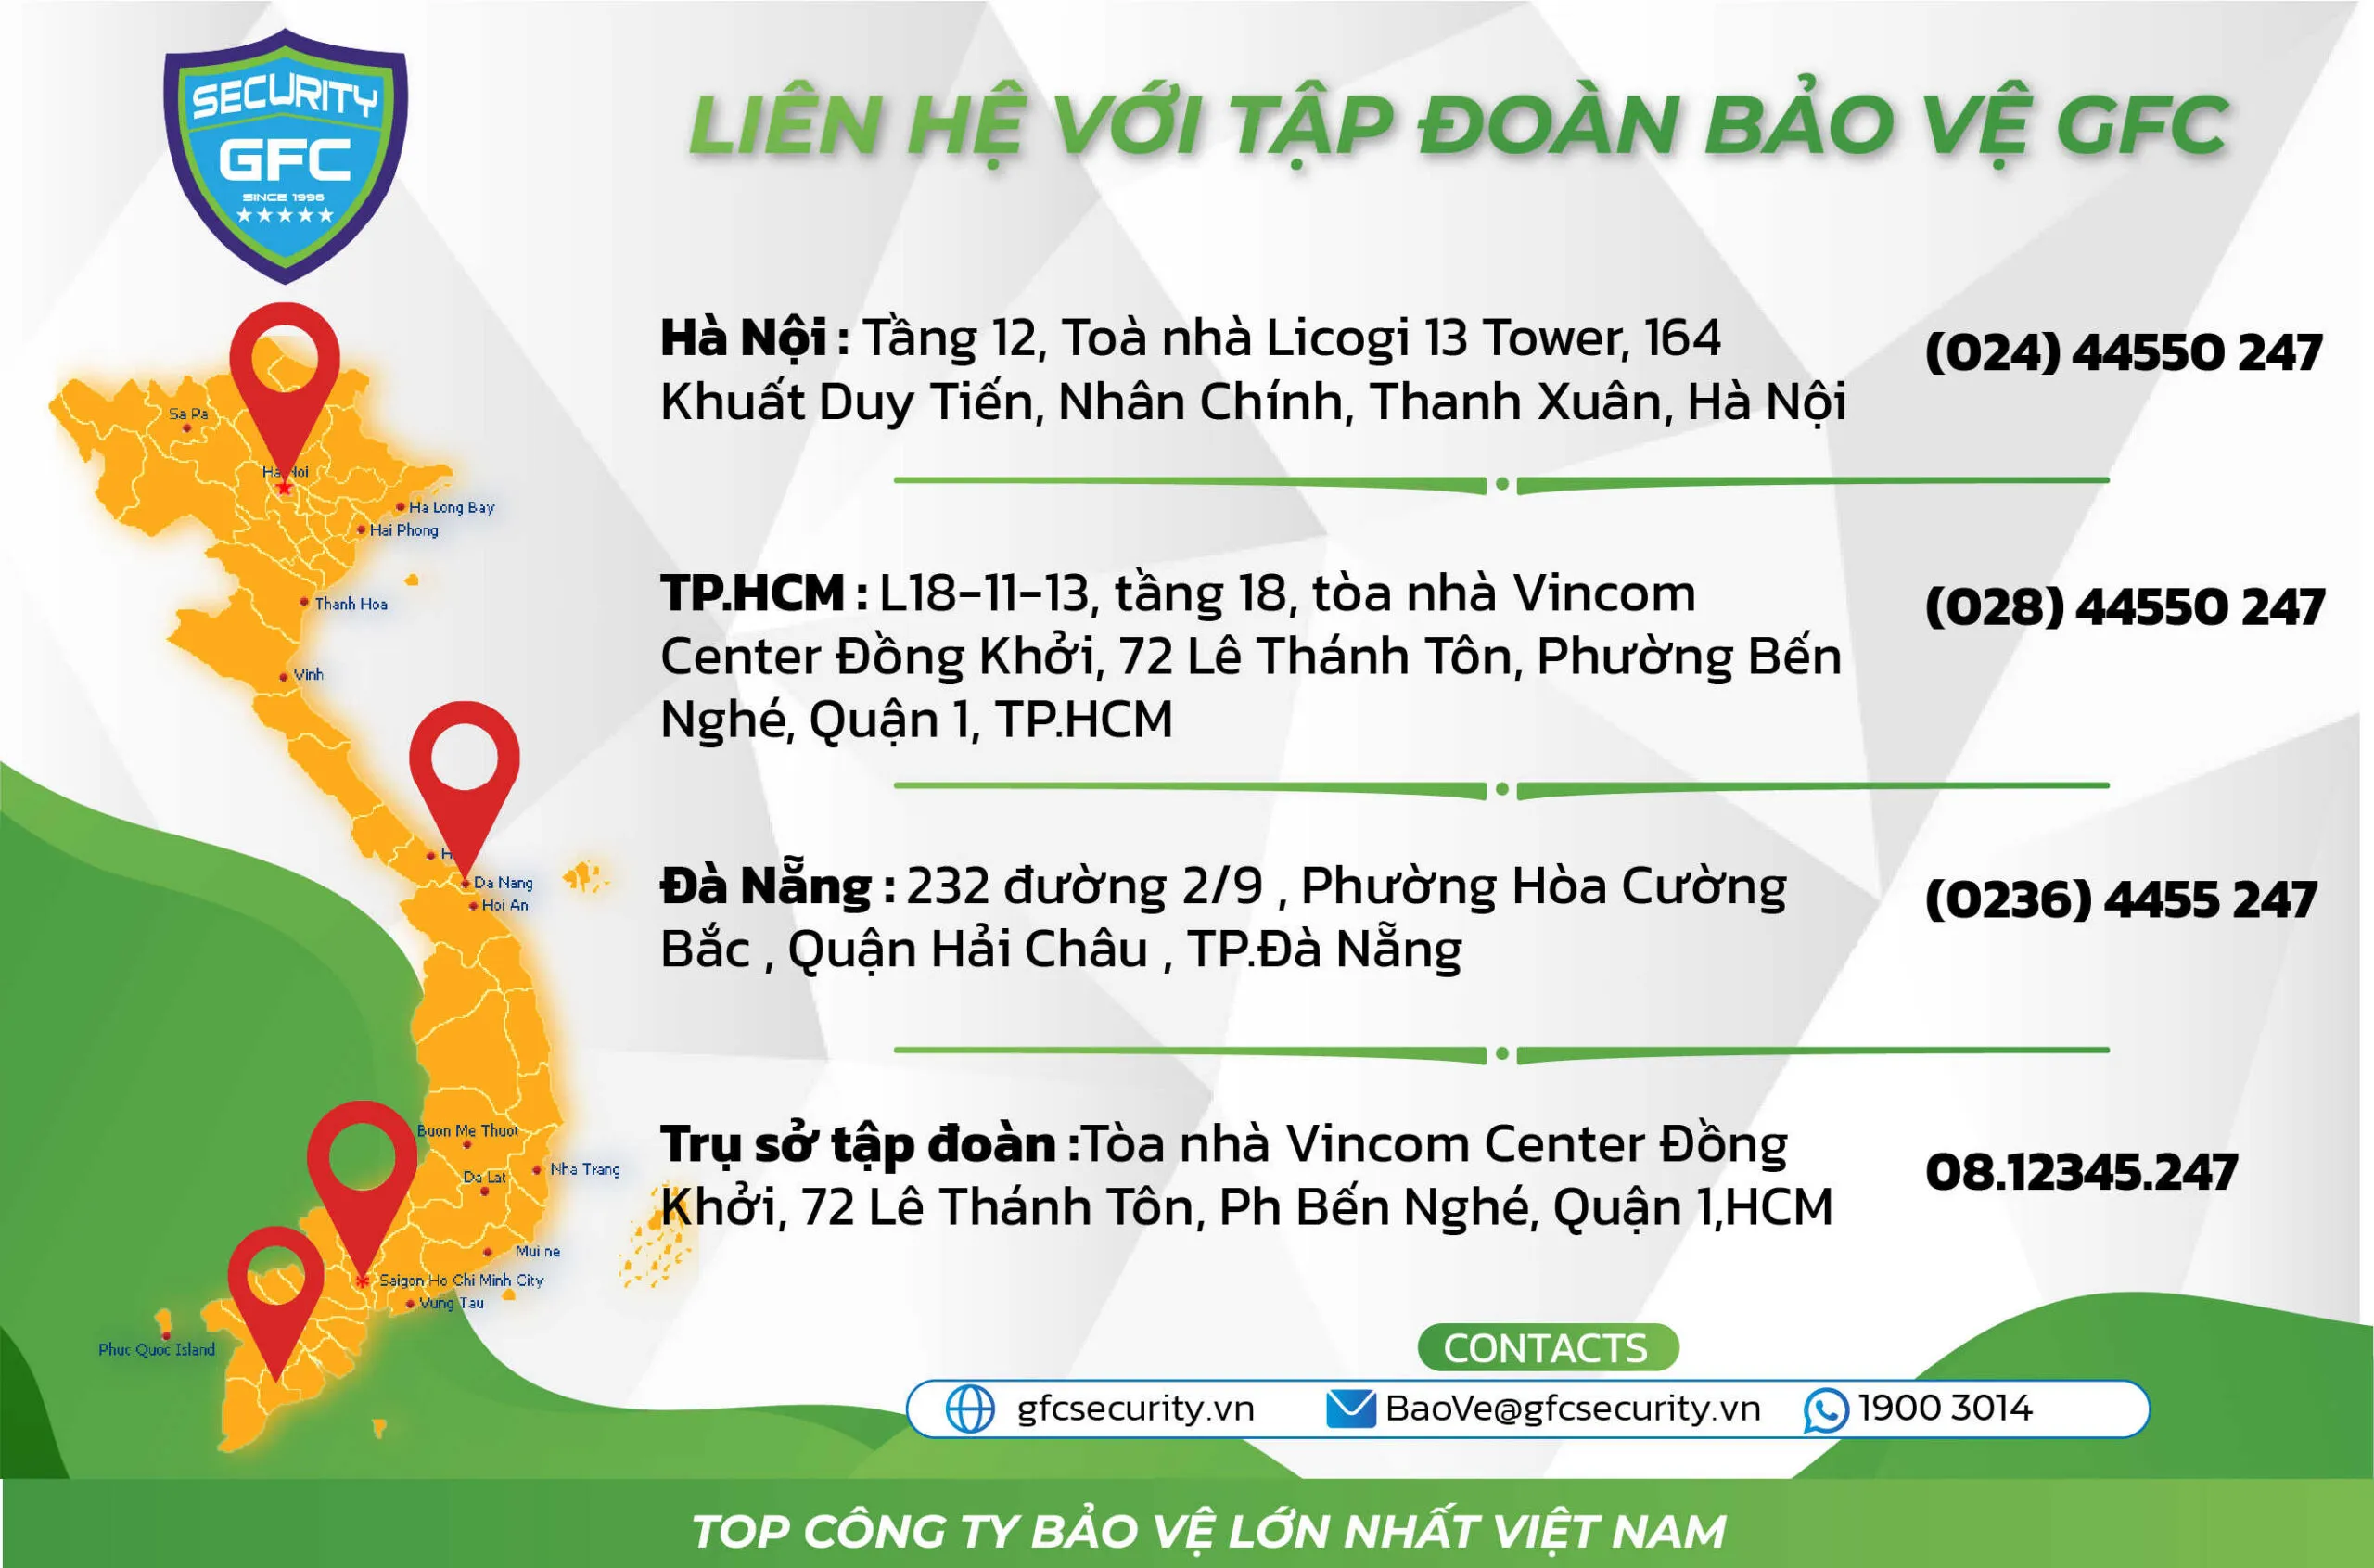 SECURITY
GFC
SINCE 1996
LIÊN HỆ VỚI TẬP ĐOÀN BẢO VỆ GFC
Hà Nội : Tầng 12, Toà nhà Licogi 13 Tower, 164
Khuất Duy Tiến, Nhân Chính, Thanh Xuân, Hà Nội
(024) 44550 247
TP.HCM : L18-11-13, tầng 18, tòa nhà Vincom
Center Đồng Khởi, 72 Lê Thánh Tôn, Phường Bến
Nghé, Quận 1, TP.HCM
(028) 44550 247
Đà Nẵng : 232 đường 2/9 , Phường Hòa Cường
Bắc , Quận Hải Châu , TP.Đà Nẵng
(0236) 4455 247
Trụ sở tập đoàn :Tòa nhà Vincom Center Đồng
Khởi, 72 Lê Thánh Tôn, Ph Bến Nghé, Quận 1,HCM
08.12345.247
Sa Pa
Ha Noi
Ha Long Bay
Hai Phong
Thanh Hoa
Vinh
Da Nang
Hoi An
Buon Me Thuot
Nha Trang
Da Lat
Mui ne
Saigon Ho Chi Minh City
Vung Tau
Phuc Quoc Island
CONTACTS
gfcsecurity.vn
BaoVe@gfcsecurity.vn
1900 3014
TOP CÔNG TY BẢO VỆ LỚN NHẤT VIỆT NAM